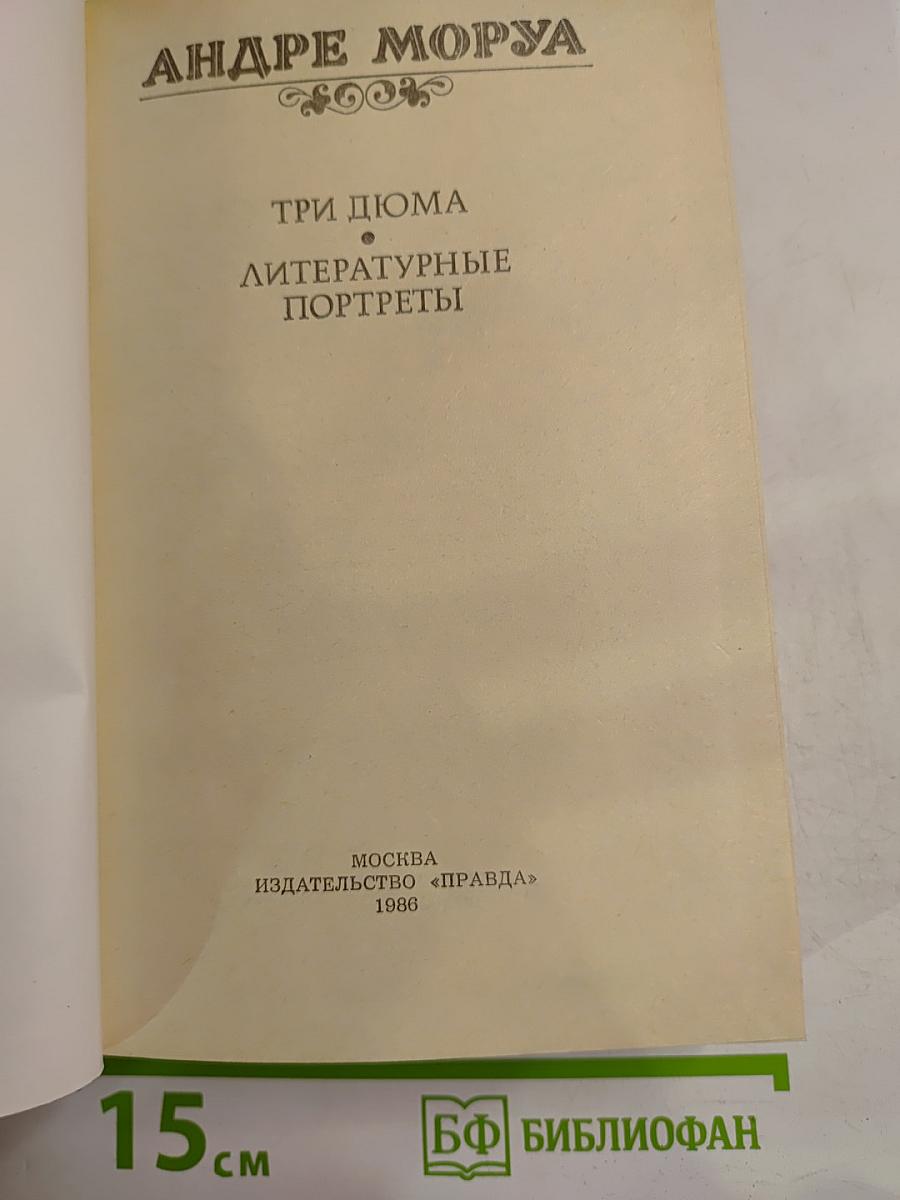 АНДРЕ МОРУА
ТРИ ДЮМА
•
ЛИТЕРАТУРНЫЕ
ПОРТРЕТЫ
МОСКВА
ИЗДАТЕЛЬСТВО «ПРАВДА»
1986
15 см
БФ БИБЛИОФАН